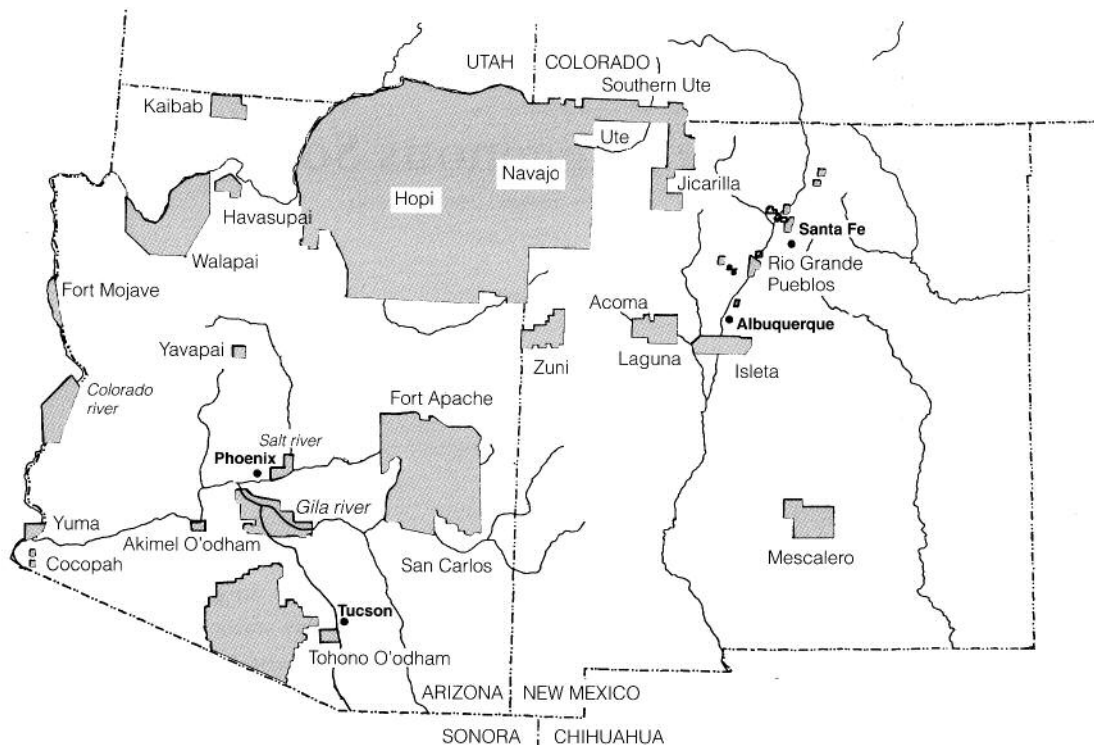 UTAH
COLORADO
Southern Ute
Kaibab
Ute
Navajo
Hopi
Jicarilla
Havasupai
Walapai
Santa Fe
Rio Grande
Pueblos
Fort Mojave
Acoma
Albuquerque
Yavapai
Zuni
Laguna
Isleta
Colorado
river
Fort Apache
Salt river
Phoenix
Gila river
Yuma
Akimel O'odham
Cocopah
San Carlos
Mescalero
Tucson
Tohono O'odham
ARIZONA
NEW MEXICO
SONORA
CHIHUAHUA